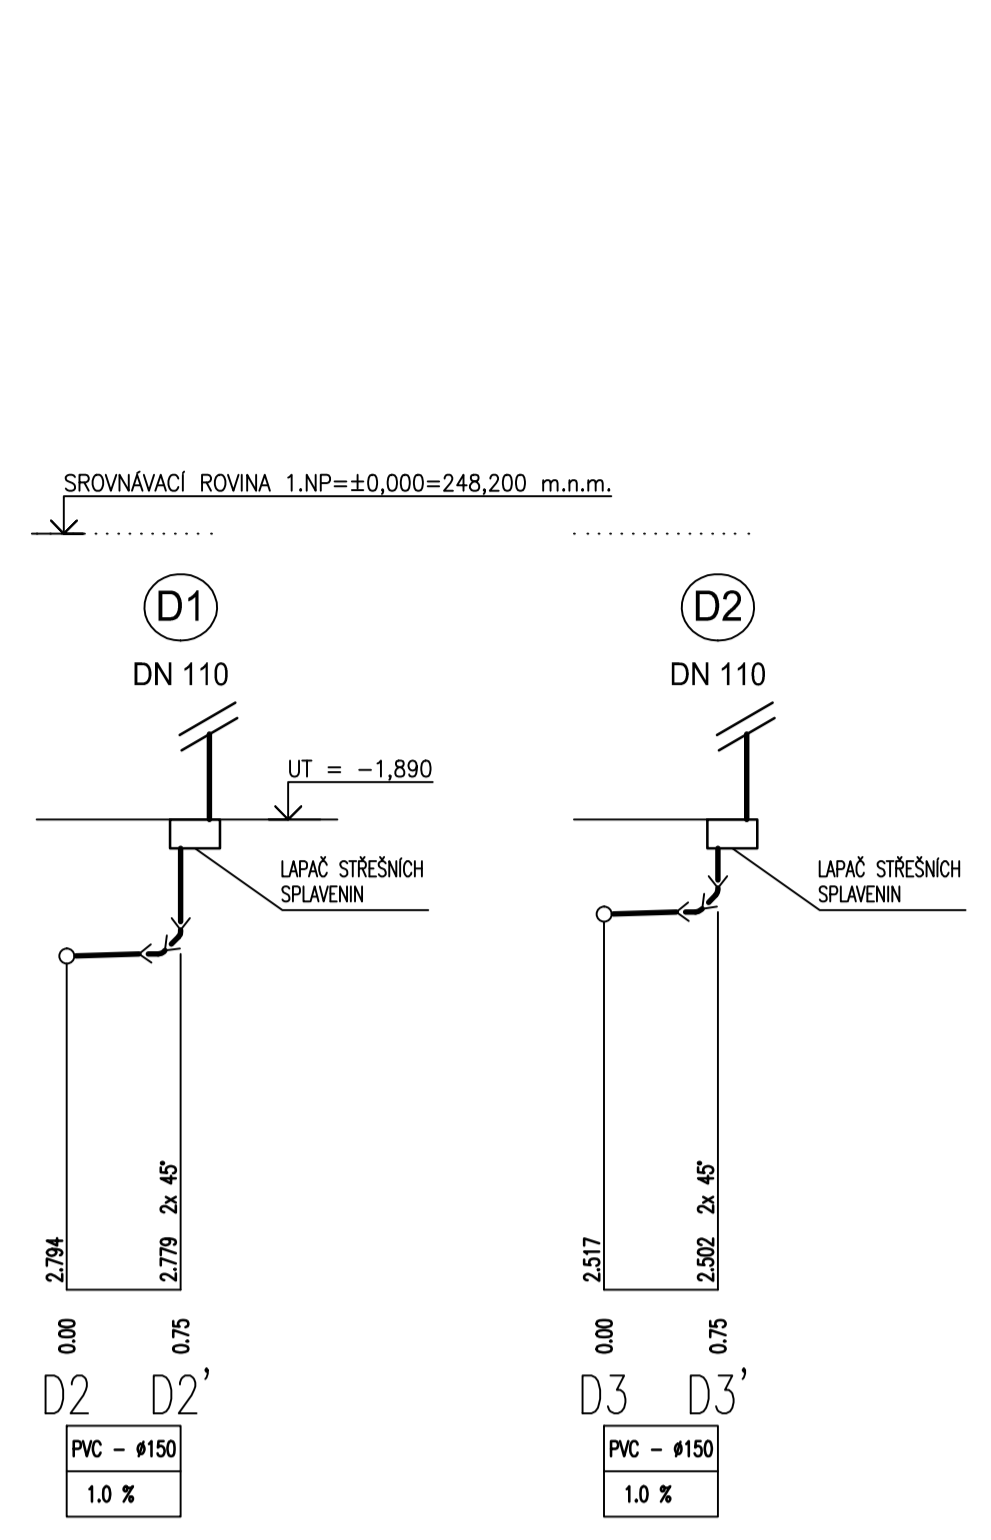 SROVNÁVACÍ ROVINA 1.NP=±0,000=248,200 m.n.m.
D1
DN 110
UT = -1,890
LAPAČ STŘEŠNÍCH
SPLAVENIN
2.794
2.779 2x 45°
0.00
0.75
D2
D2'
PVC - ø150
1.0 %
D2
DN 110
LAPAČ STŘEŠNÍCH
SPLAVENIN
2.517
2.502 2x 45°
0.00
0.75
D3
D3'
PVC - ø150
1.0 %